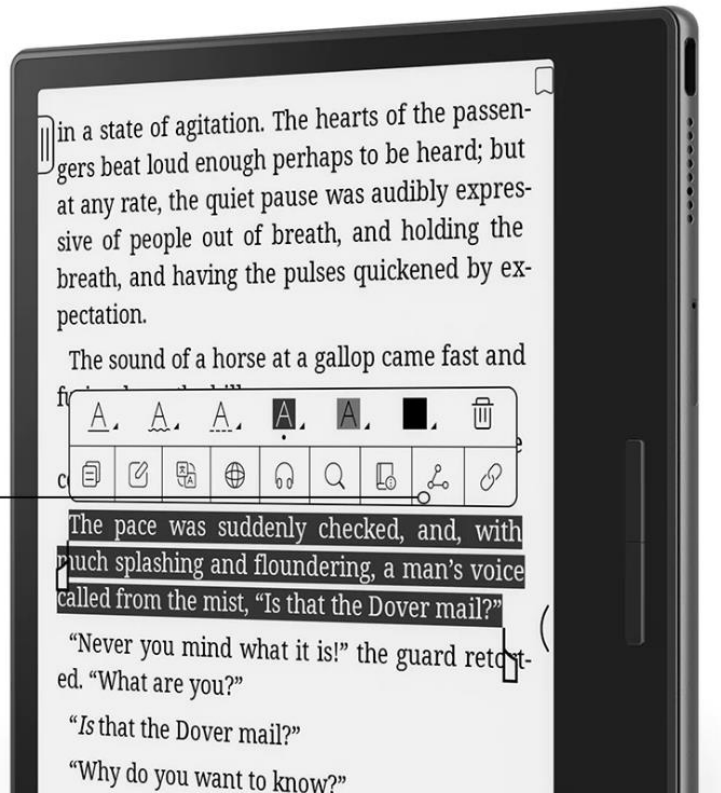 in a state of agitation. The hearts of the passen-
gers beat loud enough perhaps to be heard; but
at any rate, the quiet pause was audibly expres-
sive of people out of breath, and holding the
breath, and having the pulses quickened by ex-
pectation.
The sound of a horse at a gallop came fast and
A A A A A
The pace was suddenly checked, and, with
much splashing and floundering, a man’s voice
called from the mist, “Is that the Dover mail?”
“Never you mind what it is!” the guard retort-
ed. “What are you?”
“Is that the Dover mail?”
“Why do you want to know?”